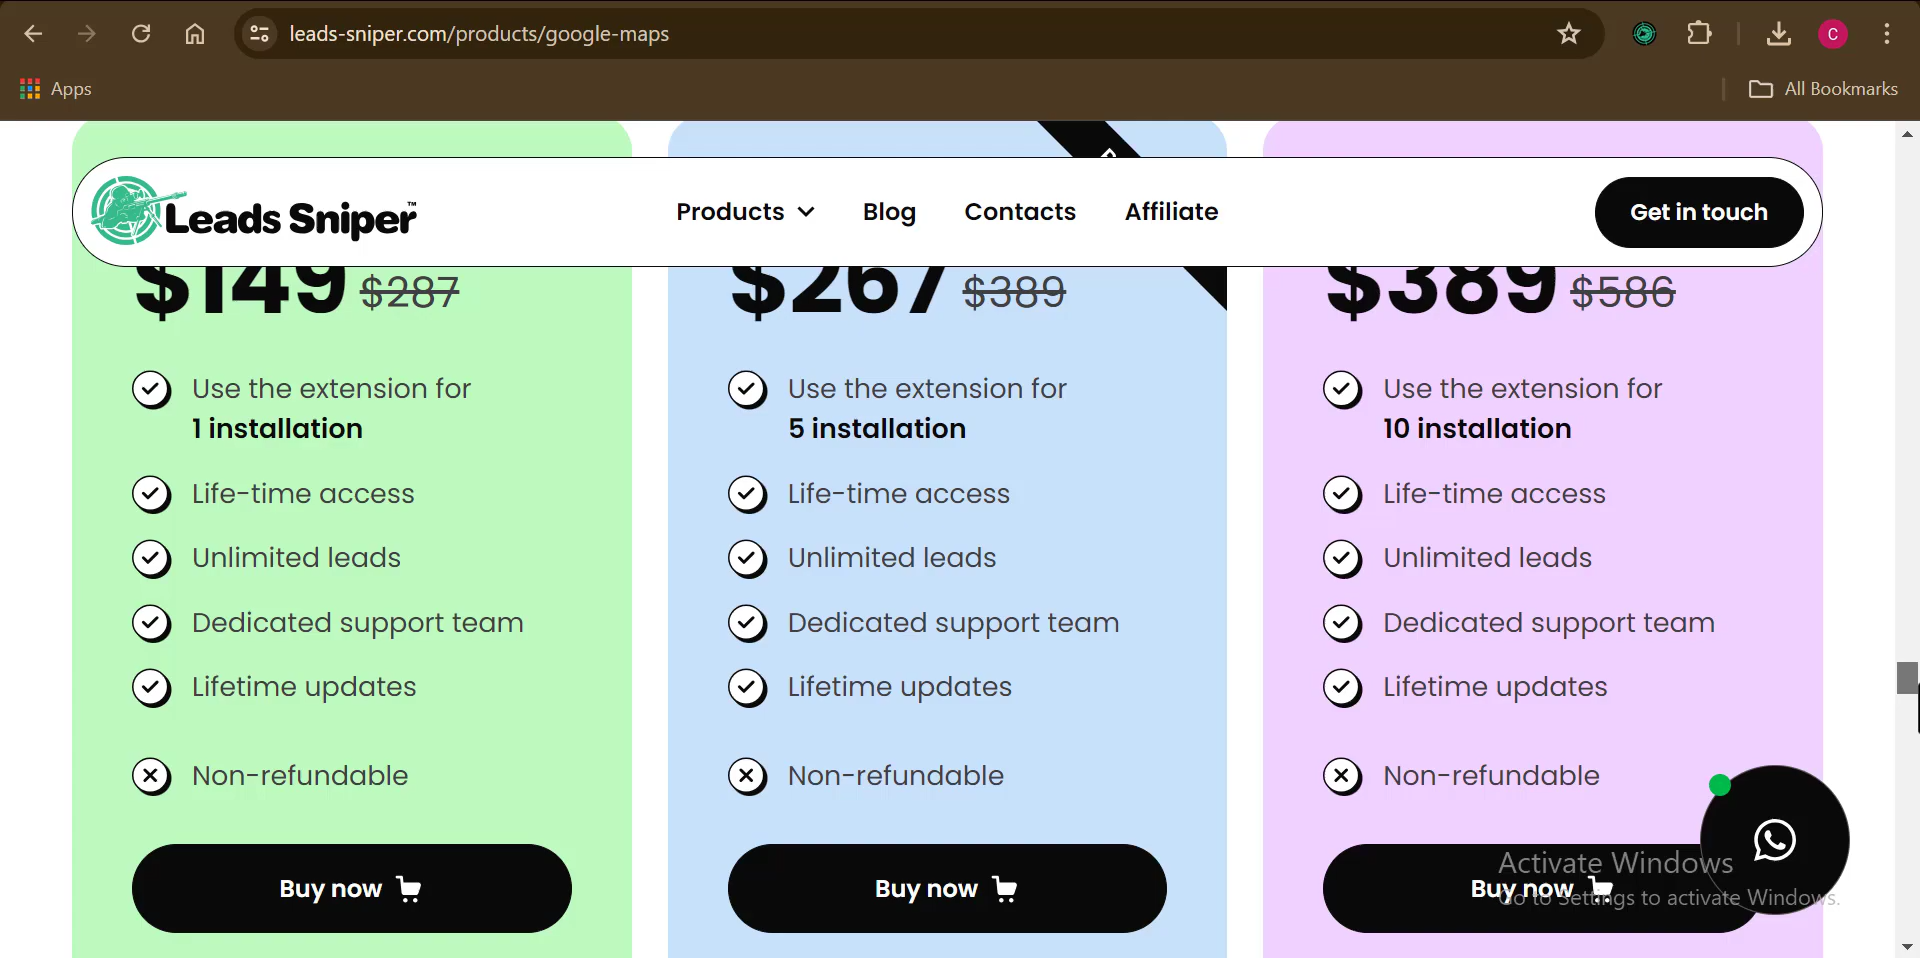 leads-sniper.com/products/google-maps
C
Apps
All Bookmarks
Leads Sniper™
Products
Blog
Contacts
Affiliate
Get in touch
$149 $287
Use the extension for
1 installation
Life-time access
Unlimited leads
Dedicated support team
Lifetime updates
Non-refundable
Buy now
$267 $389
Use the extension for
5 installation
Life-time access
Unlimited leads
Dedicated support team
Lifetime updates
Non-refundable
Buy now
$389 $586
Use the extension for
10 installation
Life-time access
Unlimited leads
Dedicated support team
Lifetime updates
Non-refundable
Buy now
Activate Windows
Go to Settings to activate Windows.